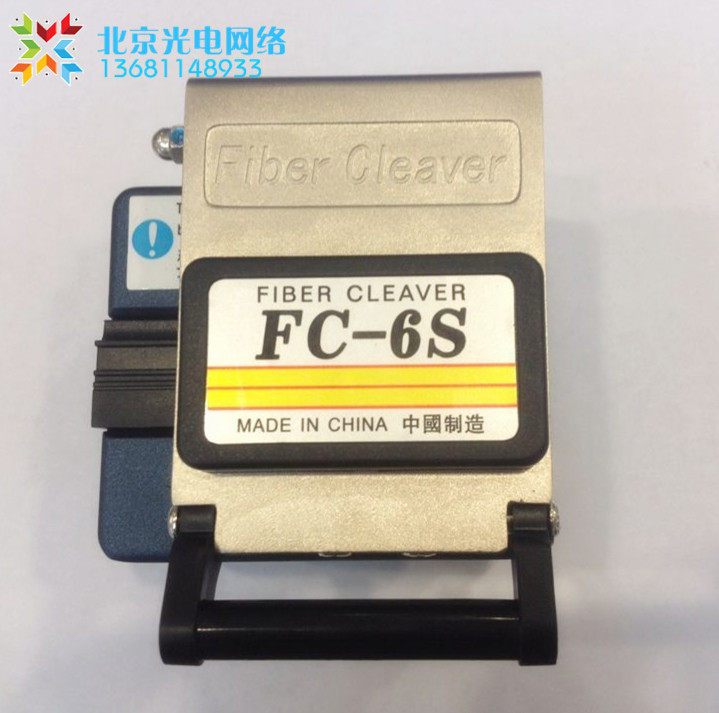 北京光电网络
13681148933
Fiber Cleaver
FIBER CLEAVER
FC-6S
MADE IN CHINA 中國制造